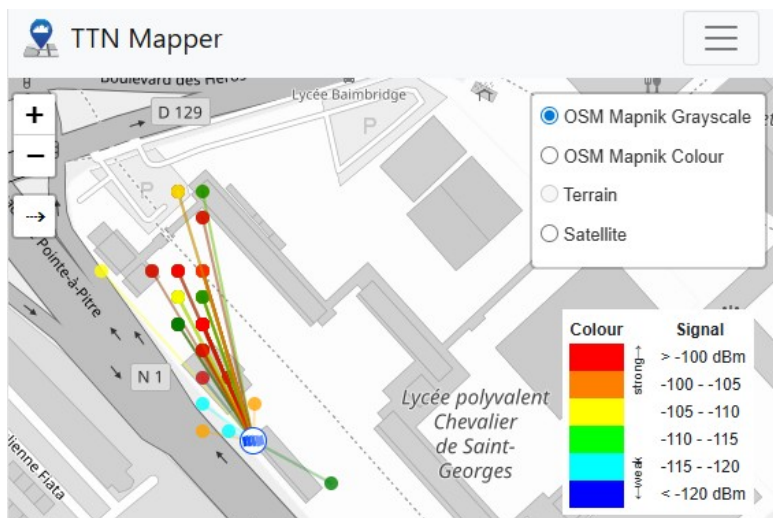 TTN Mapper
Boulevard des Héros
Lycée Baimbridge
D 129
P
P
+
−
OSM Mapnik Grayscale
OSM Mapnik Colour
Terrain
Satellite
Pointe-à-Pitre
N 1
Lycée polyvalent
Chevalier
de Saint-
Georges
Colour Signal
strong→
> -100 dBm
-100 - -105
-105 - -110
-110 - -115
-115 - -120
←weak
< -120 dBm